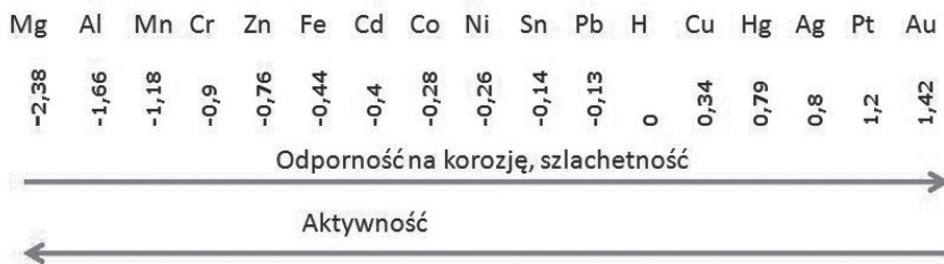 Mg Al Mn Cr Zn Fe Cd Co Ni Sn Pb H Cu Hg Ag Pt Au
-2,38 -1,66 -1,18 -0,9 -0,76 -0,44 -0,4 -0,28 -0,26 -0,14 -0,13 0 0,34 0,79 0,8 1,2 1,42
Odporność na korozję, szlachetność
Aktywność